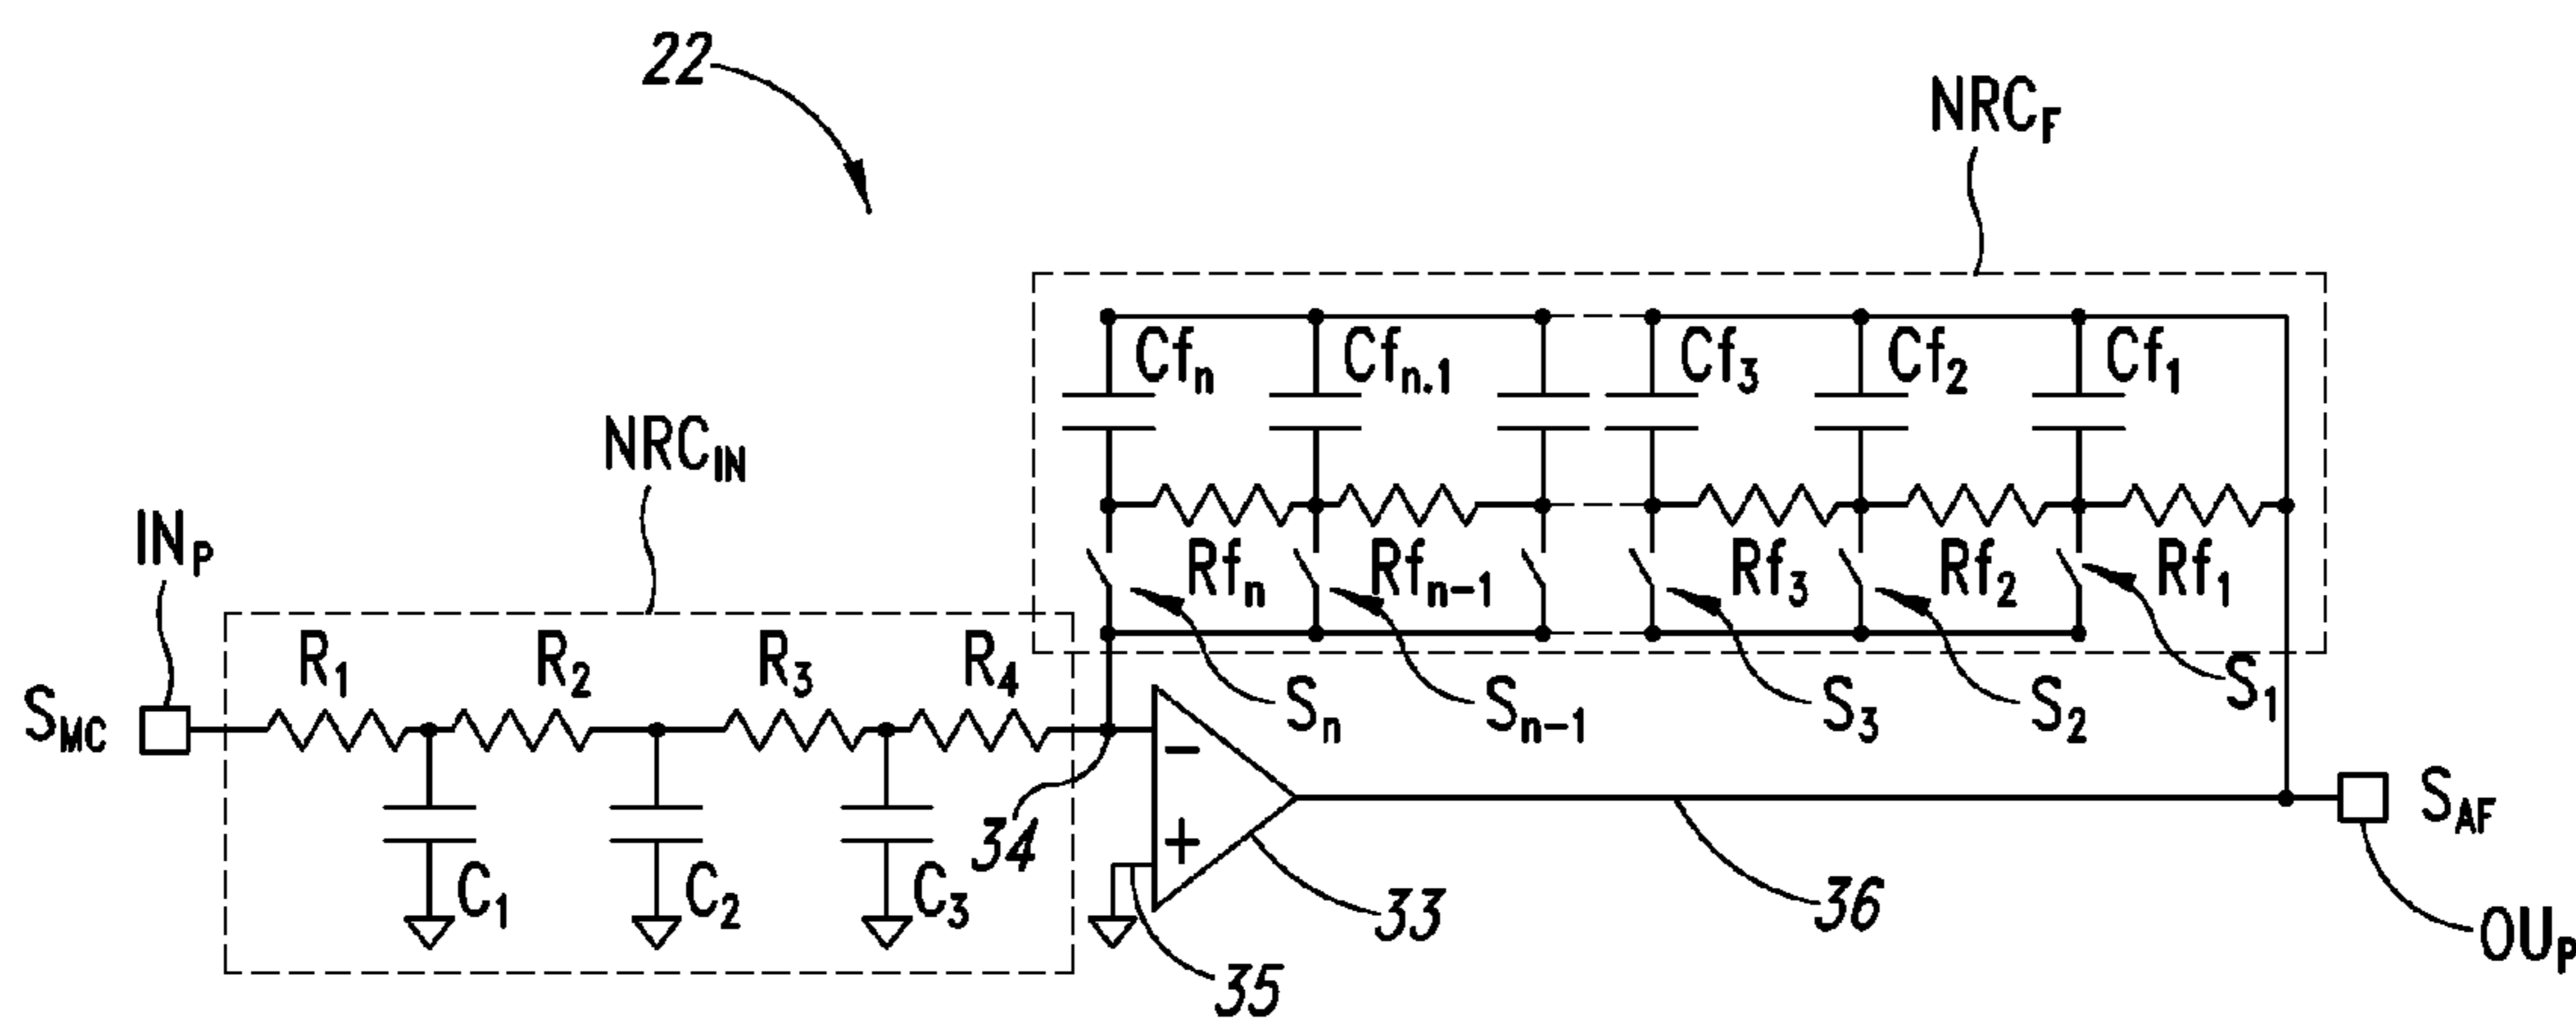 22
NRC_F
Cf_n Cf_n.1 Cf_3 Cf_2 Cf_1
NRC_IN
IN_P
Rf_n Rf_n-1 Rf_3 Rf_2 Rf_1
R_1 R_2 R_3 R_4
S_MC
S_n S_n-1 S_3 S_2 S_1
−
+
34
S_AF
C_1 C_2 C_3
33
36
OU_P
35